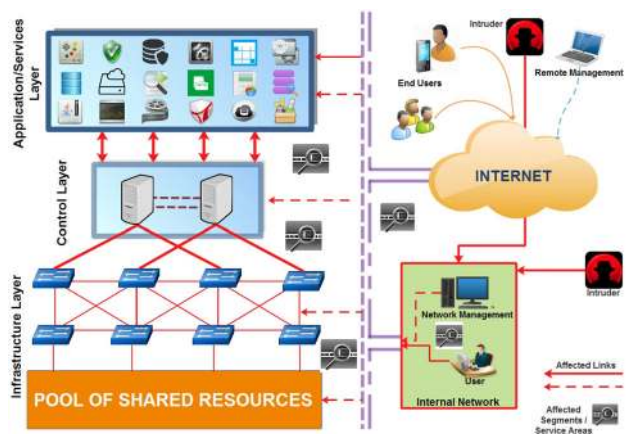 Application/Services
Layer
Control Layer
Infrastructure Layer
POOL OF SHARED RESOURCES
Intruder
End Users
Remote Management
INTERNET
Network Management
User
Internal Network
Intruder
Affected Links
Affected
Segments /
Service Areas